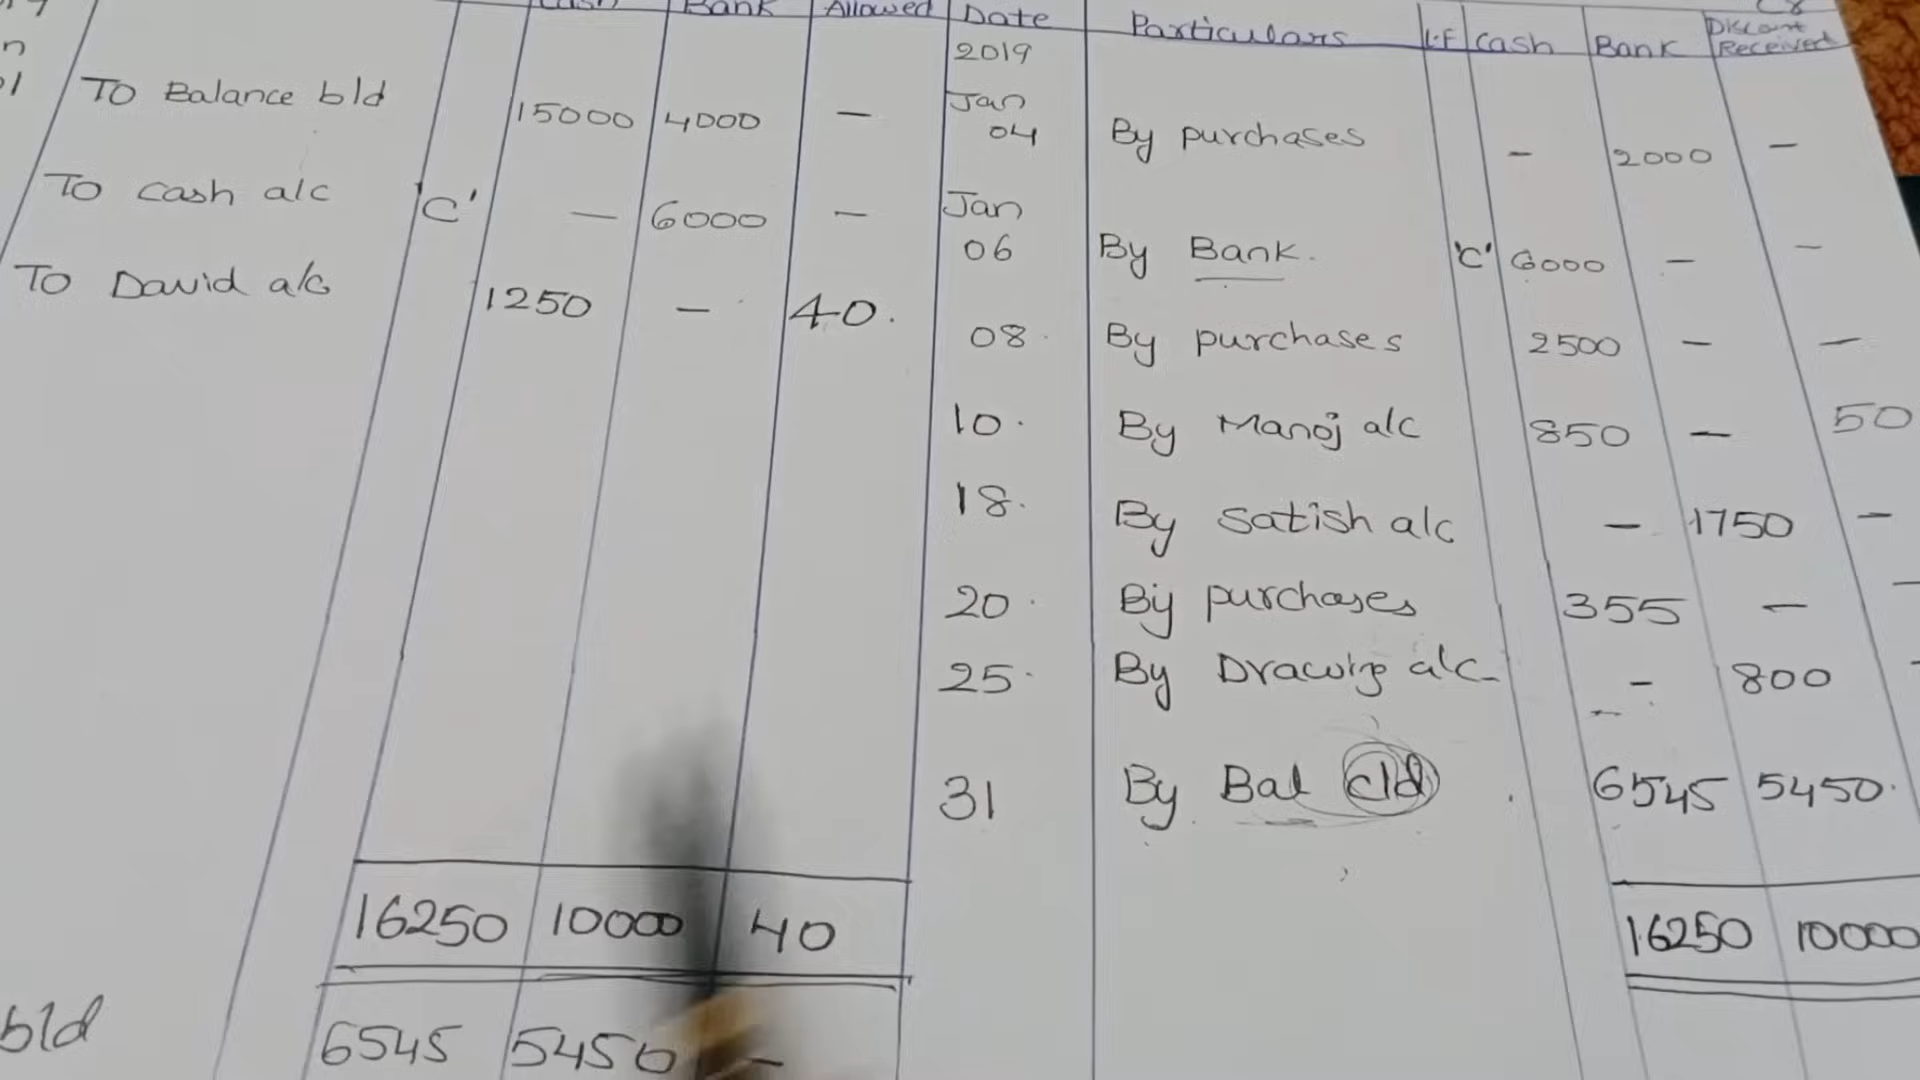 Cash Bank Allowed Date Particulars L.F Cash Bank Discount Received
2019
To Balance b/d 15000 4000 — Jan 04 By purchases – 2000 –
To cash a/c 'C' — 6000 — Jan 06 By Bank. 'C' 6000 – –
To David a/c 1250 – 40.
08. By purchases 2500 – –
10. By Manoj a/c 850 – 50
18. By Satish a/c – 1750 –
20. By purchases 355 – –
25. By Drawing a/c – 800 -
31 By Bal c/d 6545 5450.
16250 10000 40 16250 10000
b/d 6545 5450 –